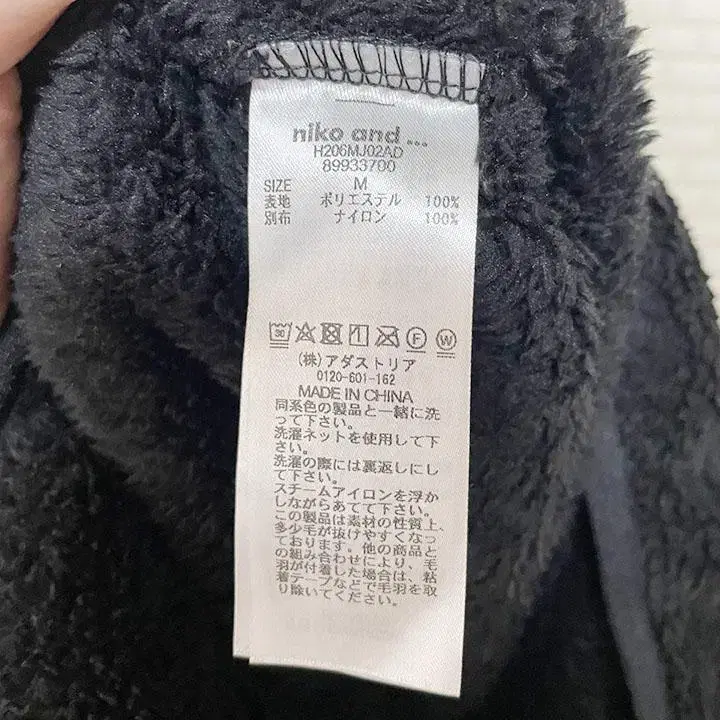 niko and ...
H206MJ02AD
89933700
SIZE M
表地 ポリエステル 100%
別布 ナイロン 100%
30 F W
(株)アダストリア
0120-601-162
MADE IN CHINA
同系色の製品と一緒に洗
って下さい。
洗濯ネットを使用して下
さい。
洗濯の際には裏返しにし
て下さい。
スチームアイロンを浮か
しながらあてて下さい。
この製品は素材の性質上、
多少毛が抜けやすくなっ
ております。他の商品と
の組み合わせにより、毛
羽が付着した場合は、粘
着テープなどで毛羽を取
り除いてください。